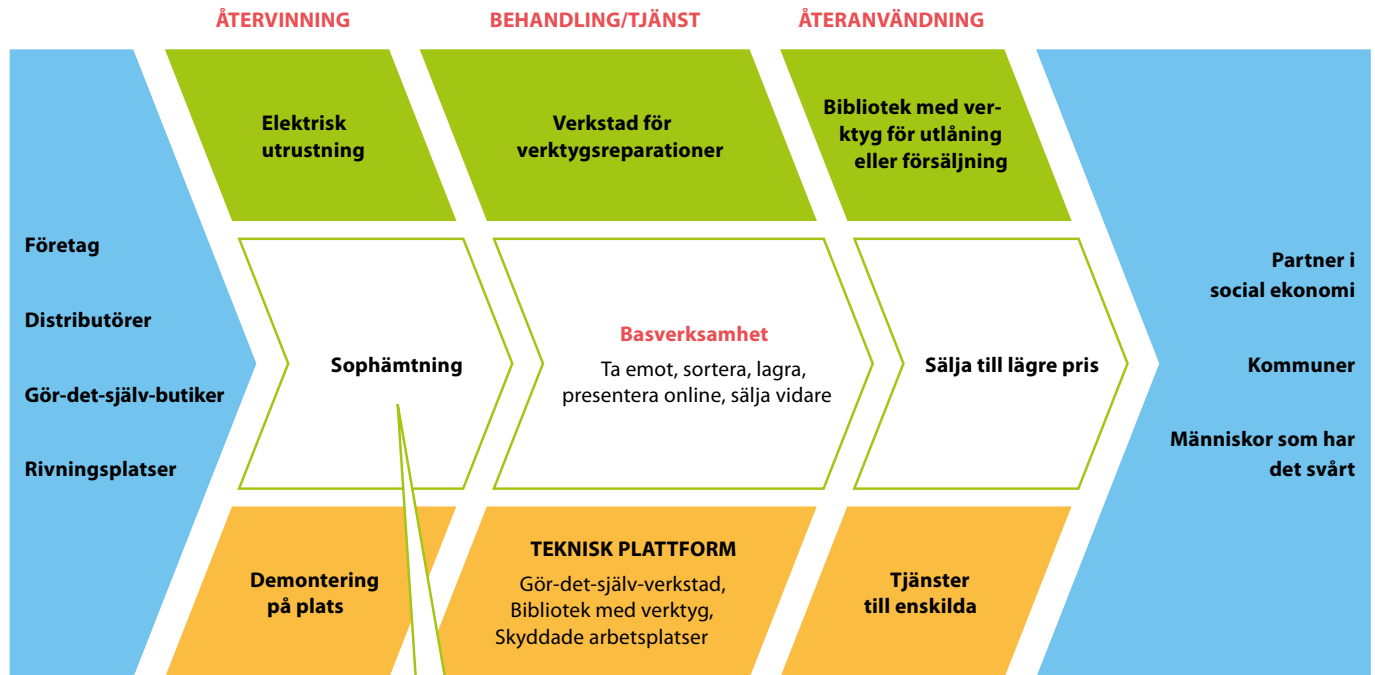 ÅTERVINNING
BEHANDLING/TJÄNST
ÅTERANVÄNDNING
Företag
Distributörer
Gör-det-själv-butiker
Rivningsplatser
Elektrisk
utrustning
Verkstad för
verktygsreparationer
Bibliotek med ver-
ktyg för utlåning
eller försäljning
Sophämtning
Basverksamhet
Ta emot, sortera, lagra,
presentera online, sälja vidare
Sälja till lägre pris
Demontering
på plats
TEKNISK PLATTFORM
Gör-det-själv-verkstad,
Bibliotek med verktyg,
Skyddade arbetsplatser
Tjänster
till enskilda
Partner i
social ekonomi
Kommuner
Människor som har
det svårt